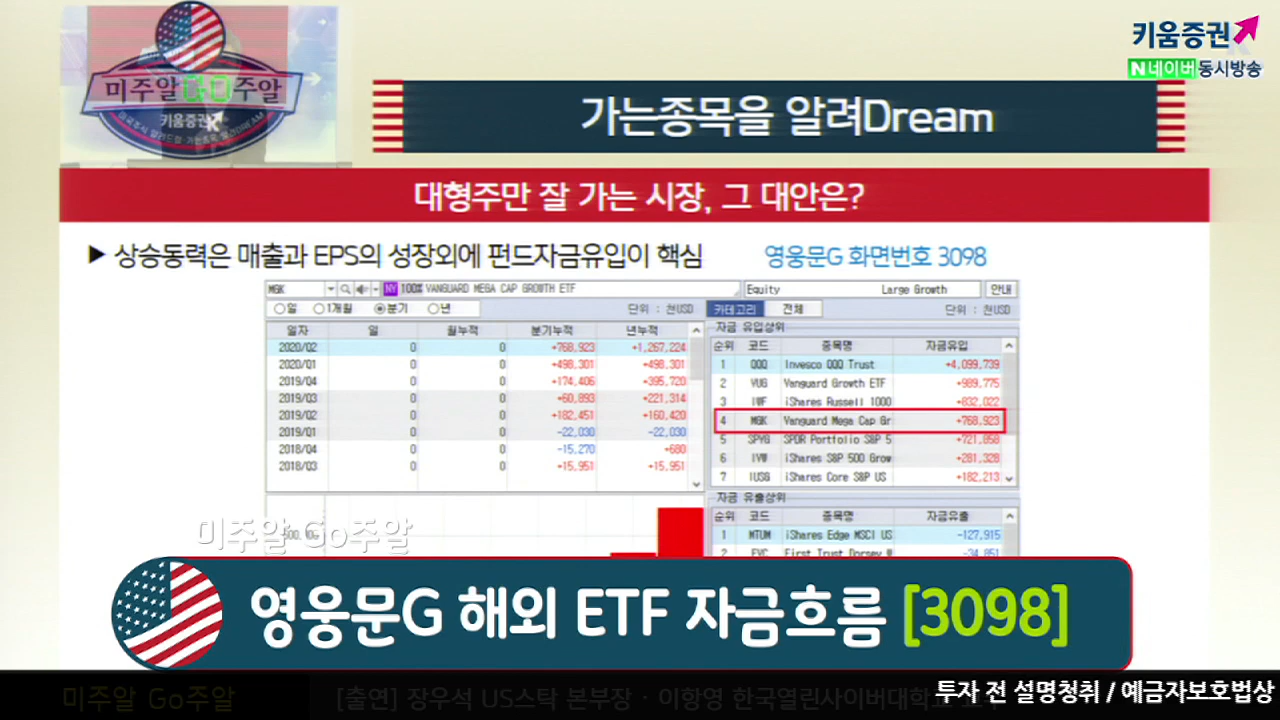 키움증권
N 네이버 동시방송
미주알GO주알
키움증권
가는종목을 알려Dream
대형주만 잘 가는 시장, 그 대안은?
▶ 상승동력은 매출과 EPS의 성장외에 펀드자금유입이 핵심 영웅문G 화면번호 3098
MGK NY 100% VANGUARD MEGA CAP GROWTH ETF Equity Large Growth 안내
일 1개월 분기 년 단위 : 천USD 카테고리 전체 단위 : 천USD
일자 일 월누적 분기누적 년누적
2020/02 0 0 +768,923 +1,267,224
2020/01 0 0 +498,301 +498,301
2019/04 0 0 +174,406 +395,720
2019/03 0 0 +60,893 +221,314
2019/02 0 0 +182,451 +160,420
2019/01 0 0 -22,030 -22,030
2018/04 0 0 -15,270 +680
2018/03 0 0 +15,951 +15,951
자금 유입상위
순위 코드 종목명 자금유입
1 QQQ Invesco QQQ Trust +4,099,739
2 VUG Vanguard Growth ETF +989,775
3 IWF iShares Russell 1000 +832,022
4 MGK Vanguard Mega Cap Gr +768,923
5 SPYG SPDR Portfolio S&P 5 +721,858
6 IVW iShares S&P 500 Grow +281,328
7 IUSG iShares Core S&P US +182,213
자금 유출상위
순위 코드 종목명 자금유출
1 MTUM iShares Edge MSCI US -127,915
2 First Trust Dorsey W -34,851
미주알 Go주알
영웅문G 해외 ETF 자금흐름 [3098]
미주알 Go주알 [출연] 장우석 US스탁 본부장 · 이항영 한국열린사이버대학교
투자 전 설명청취 / 예금자보호법상